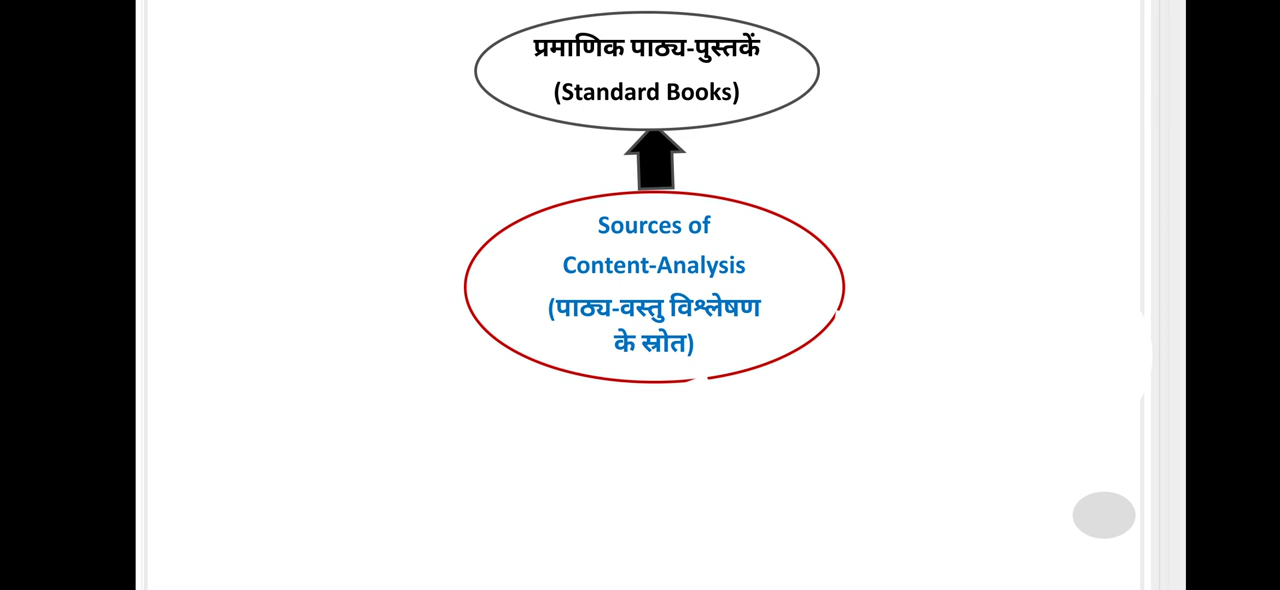 प्रमाणिक पाठ्य-पुस्तकें
(Standard Books)
Sources of
Content-Analysis
(पाठ्य-वस्तु विश्लेषण
के स्रोत)